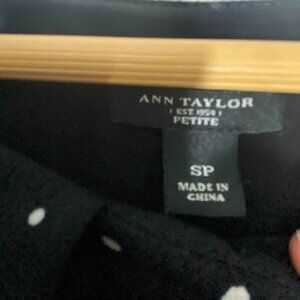 ANN TAYLOR
| EST. 1954 |
PETITE
SP
MADE IN
CHINA